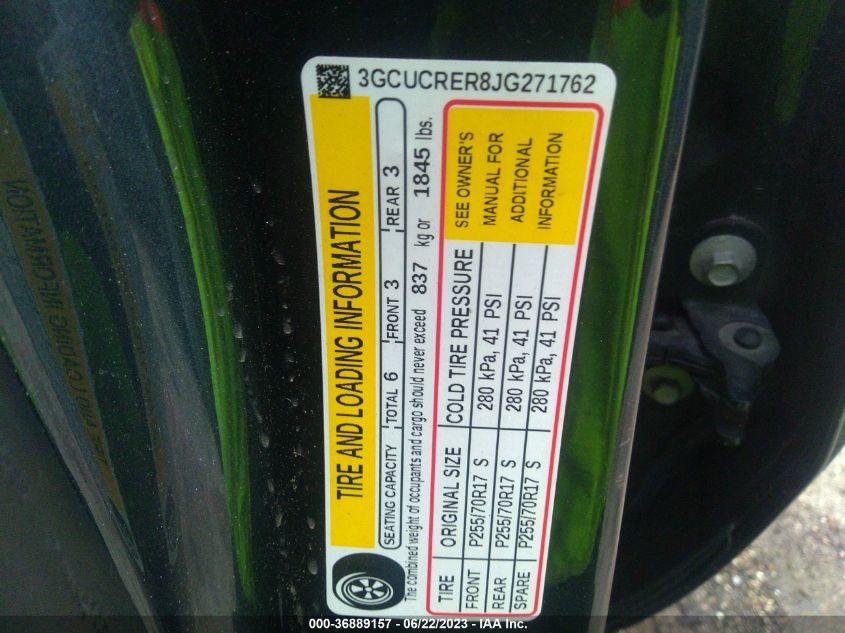 3GCUCRER8JG271762
TIRE AND LOADING INFORMATION
SEATING CAPACITY TOTAL 6 FRONT 3 REAR 3
The combined weight of occupants and cargo should never exceed 837 kg or 1845 lbs.
TIRE ORIGINAL SIZE COLD TIRE PRESSURE SEE OWNER'S
FRONT P255/70R17 S 280 kPa, 41 PSI MANUAL FOR
REAR P255/70R17 S 280 kPa, 41 PSI ADDITIONAL
SPARE P255/70R17 S 280 kPa, 41 PSI INFORMATION
000-36889157 - 06/22/2023 - IAA Inc.